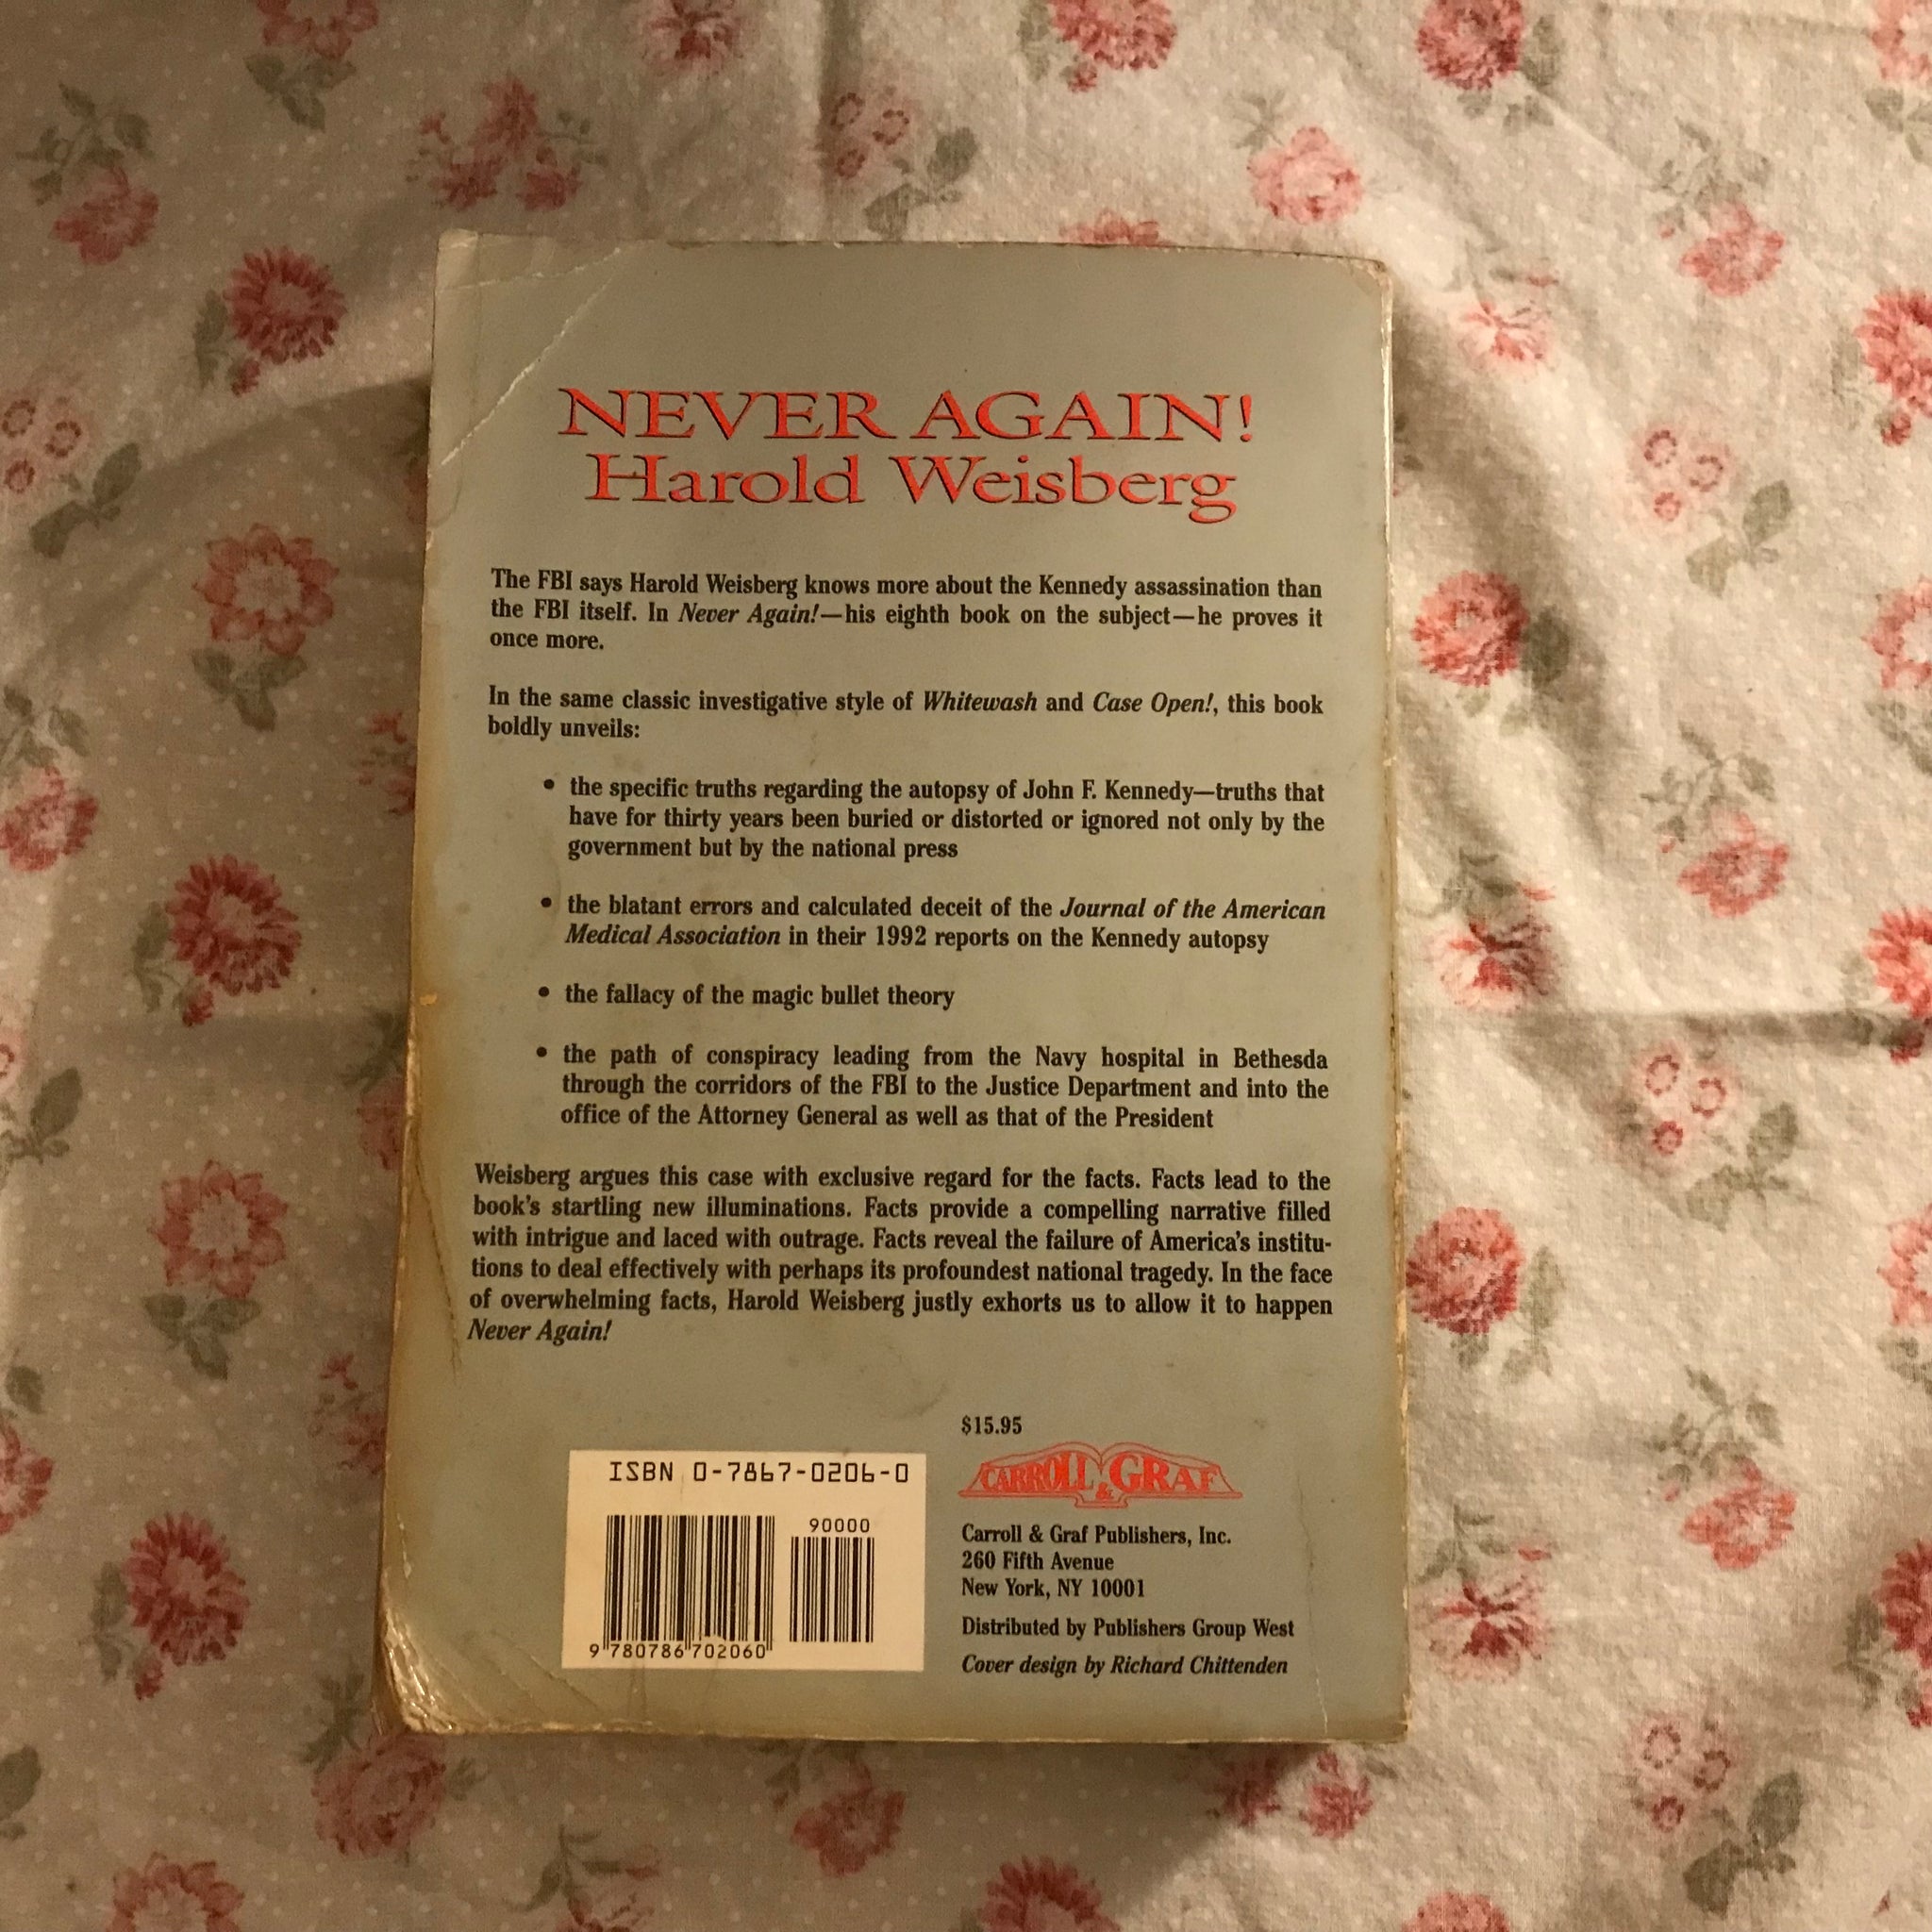 NEVER AGAIN!
Harold Weisberg
The FBI says Harold Weisberg knows more about the Kennedy assassination than
the FBI itself. In Never Again!—his eighth book on the subject—he proves it
once more.
In the same classic investigative style of Whitewash and Case Open!, this book
boldly unveils:
• the specific truths regarding the autopsy of John F. Kennedy—truths that
have for thirty years been buried or distorted or ignored not only by the
government but by the national press
• the blatant errors and calculated deceit of the Journal of the American
Medical Association in their 1992 reports on the Kennedy autopsy
• the fallacy of the magic bullet theory
• the path of conspiracy leading from the Navy hospital in Bethesda
through the corridors of the FBI to the Justice Department and into the
office of the Attorney General as well as that of the President
Weisberg argues this case with exclusive regard for the facts. Facts lead to the
book's startling new illuminations. Facts provide a compelling narrative filled
with intrigue and laced with outrage. Facts reveal the failure of America's institu-
tions to deal effectively with perhaps its profoundest national tragedy. In the face
of overwhelming facts, Harold Weisberg justly exhorts us to allow it to happen
Never Again!
ISBN 0-7867-0206-0
90000
9 780786 702060
$15.95
CARROLL & GRAF
Carroll & Graf Publishers, Inc.
260 Fifth Avenue
New York, NY 10001
Distributed by Publishers Group West
Cover design by Richard Chittenden